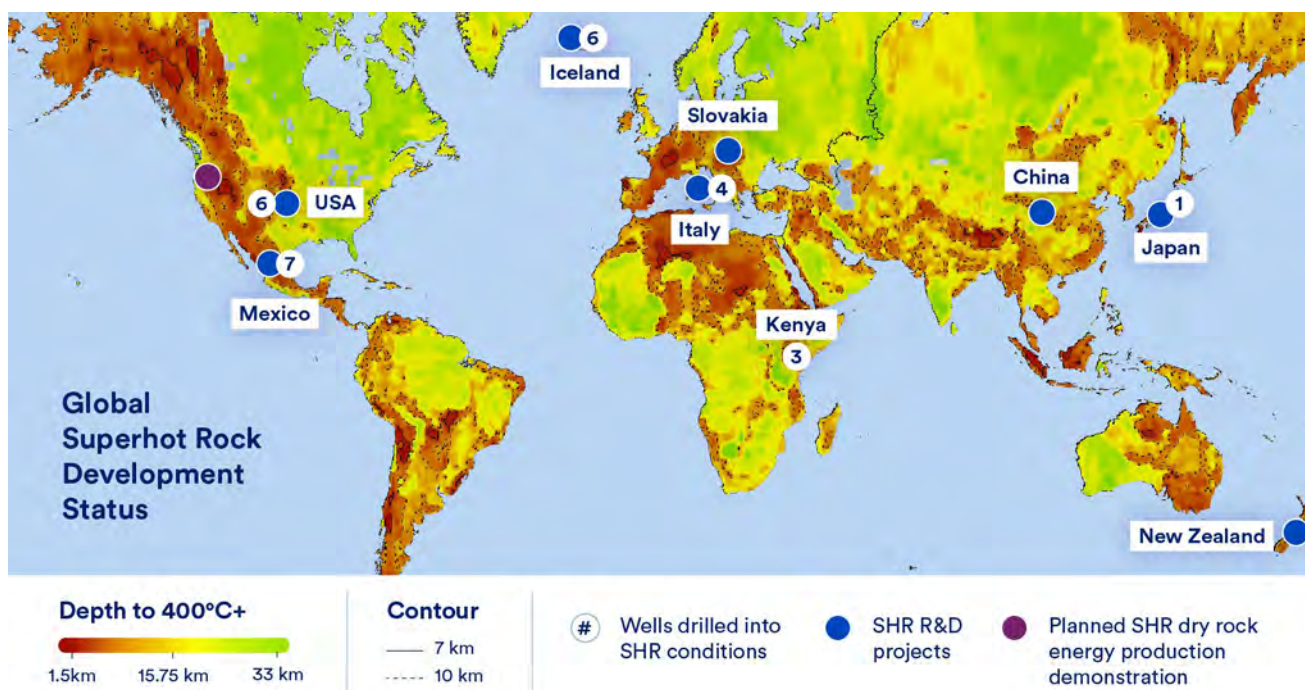 6
Iceland
Slovakia
China
6
USA
4
1
Italy
Japan
7
Mexico
Kenya
3
Global
Superhot Rock
Development
Status
New Zealand
Depth to 400°C+
1.5km
15.75 km
33 km
Contour
7 km
10 km
#
Wells drilled into
SHR conditions
SHR R&D
projects
Planned SHR dry rock
energy production
demonstration